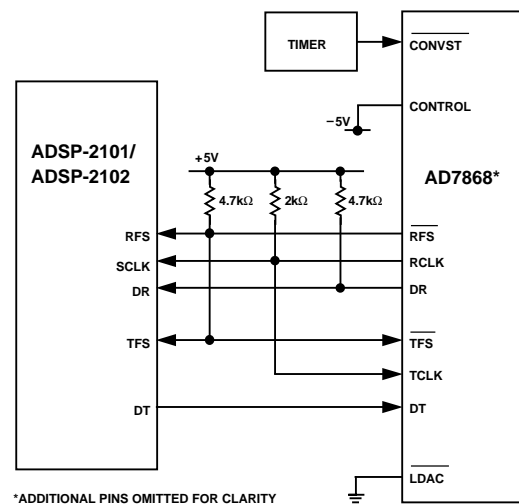 TIMER
CONVST
CONTROL
–5V
ADSP-2101/
ADSP-2102
+5V
AD7868*
4.7kΩ
2kΩ
4.7kΩ
RFS
RFS
SCLK
RCLK
DR
DR
TFS
TFS
TCLK
DT
DT
LDAC
*ADDITIONAL PINS OMITTED FOR CLARITY